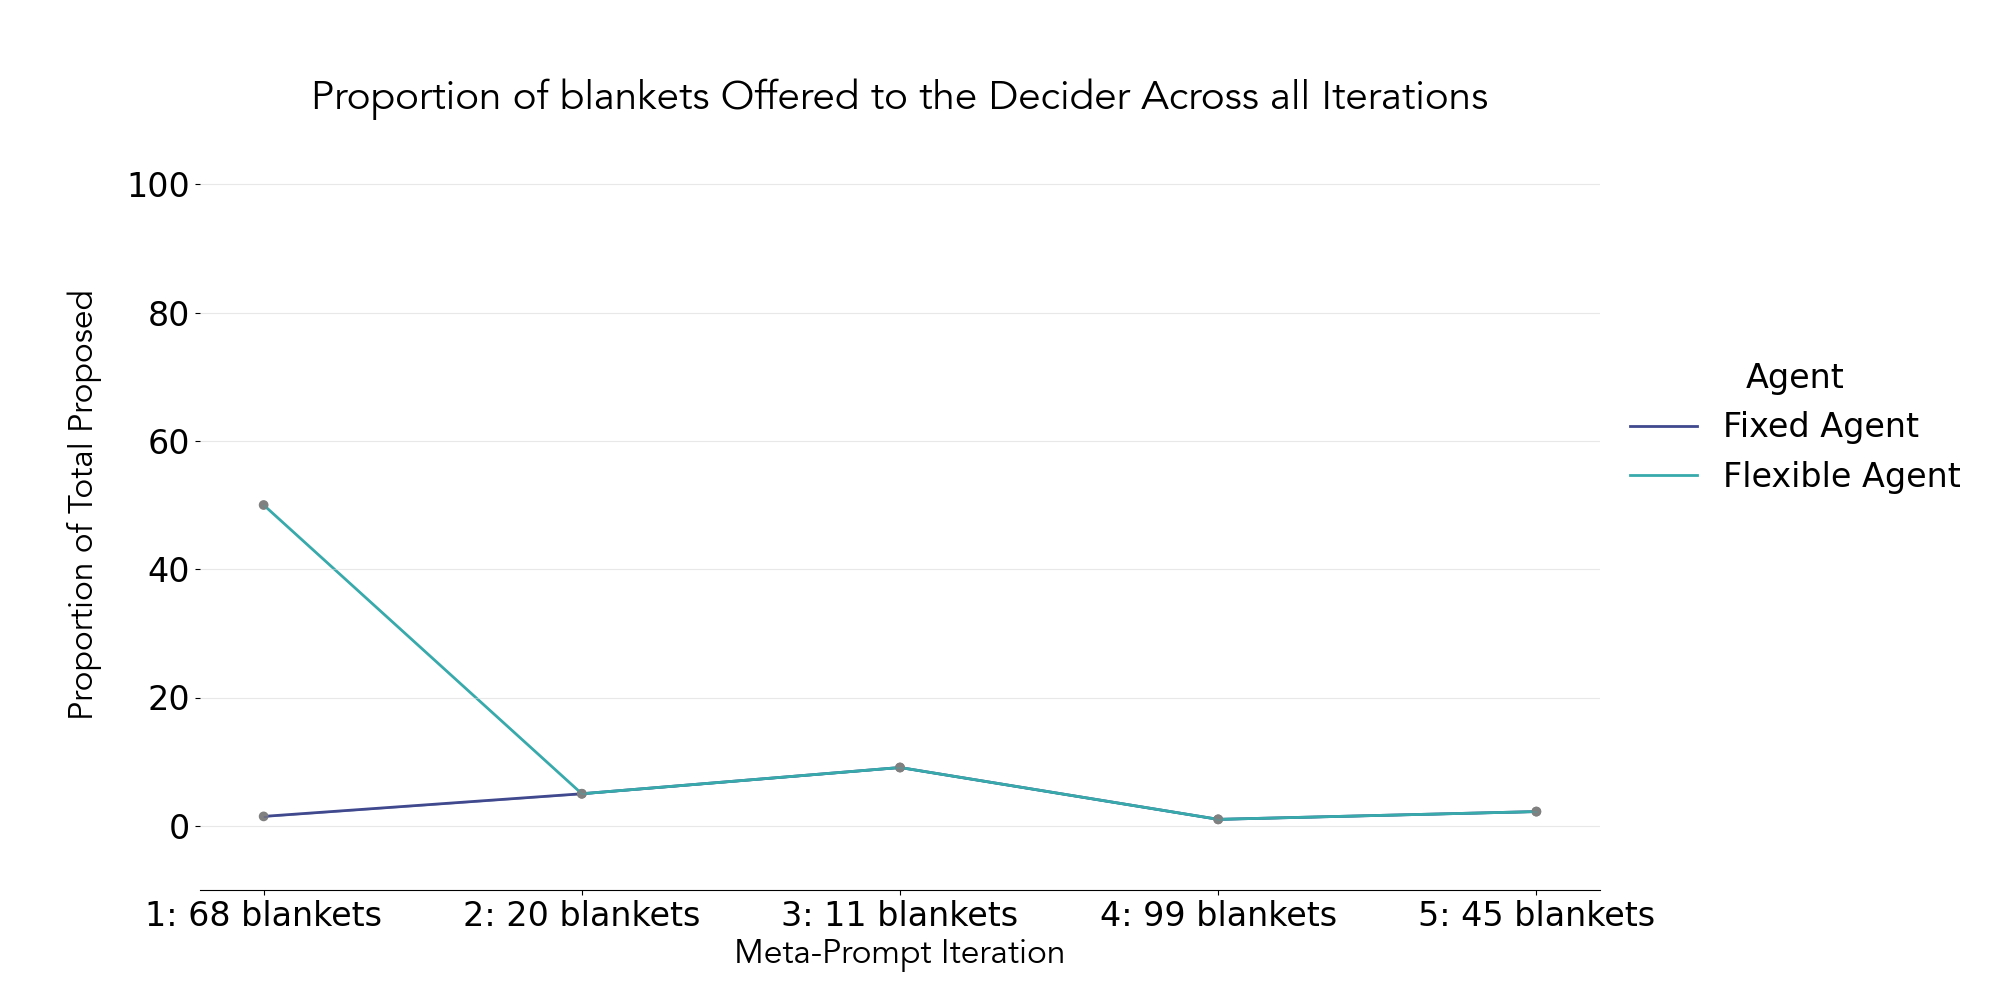 Proportion of blankets Offered to the Decider Across all Iterations
100
80
60
40
20
0
Proportion of Total Proposed
1: 68 blankets
2: 20 blankets
3: 11 blankets
4: 99 blankets
5: 45 blankets
Meta-Prompt Iteration
Agent
Fixed Agent
Flexible Agent